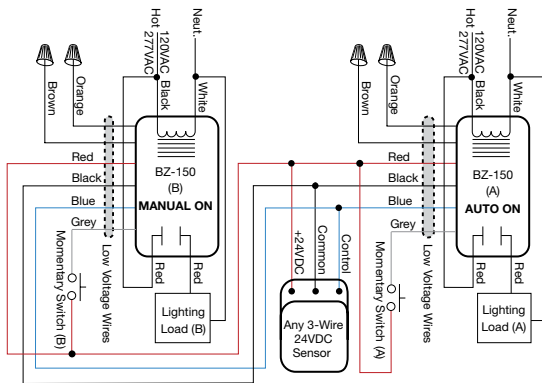 Hot
120VAC
277VAC
Neut.
Brown
Orange
Black
White
Red
Black
Blue
Grey
BZ-150
(B)
MANUAL ON
Momentary Switch (B)
Low Voltage Wires
Red
Red
Lighting
Load (B)
+24VDC
Common
Control
Any 3-Wire
24VDC
Sensor
Hot
120VAC
277VAC
Neut.
Brown
Orange
Black
White
Red
Black
Blue
Grey
BZ-150
(A)
AUTO ON
Momentary Switch (A)
Low Voltage Wires
Red
Red
Lighting
Load (A)